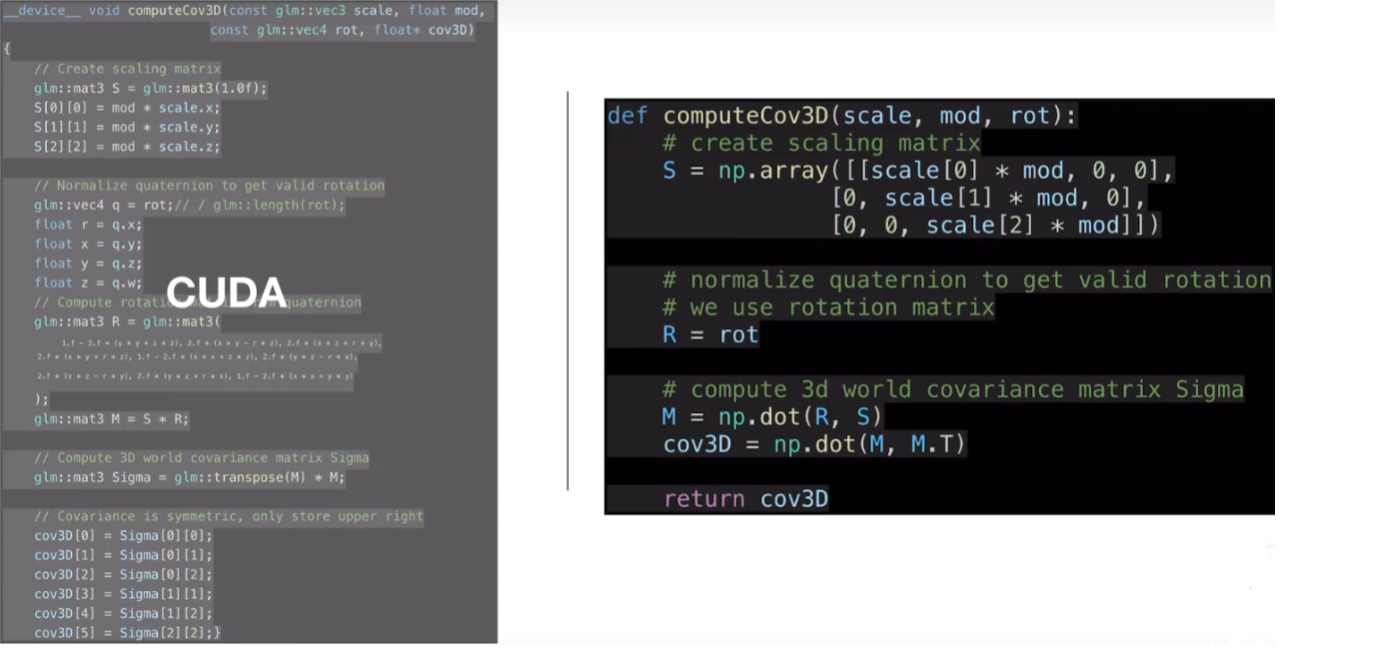 __device__ void computeCov3D(const glm::vec3 scale, float mod,
const glm::vec4 rot, float* cov3D)
{
// Create scaling matrix
glm::mat3 S = glm::mat3(1.0f);
S[0][0] = mod * scale.x;
S[1][1] = mod * scale.y;
S[2][2] = mod * scale.z;
// Normalize quaternion to get valid rotation
glm::vec4 q = rot;// / glm::length(rot);
float r = q.x;
float x = q.y;
float y = q.z;
float z = q.w;
CUDA
// Compute rotati quaternion
glm::mat3 R = glm::mat3(
1.f - 2.f * (y * y + z * z), 2.f * (x * y - r * z), 2.f * (x * z + r * y),
2.f * (x * y + r * z), 1.f - 2.f * (x * x + z * z), 2.f * (y * z - r * x),
2.f * (x * z - r * y), 2.f * (y * z + r * x), 1.f - 2.f * (x * x + y * y)
);
glm::mat3 M = S * R;
// Compute 3D world covariance matrix Sigma
glm::mat3 Sigma = glm::transpose(M) * M;
// Covariance is symmetric, only store upper right
cov3D[0] = Sigma[0][0];
cov3D[1] = Sigma[0][1];
cov3D[2] = Sigma[0][2];
cov3D[3] = Sigma[1][1];
cov3D[4] = Sigma[1][2];
cov3D[5] = Sigma[2][2];}
def computeCov3D(scale, mod, rot):
# create scaling matrix
S = np.array([[scale[0] * mod, 0, 0],
[0, scale[1] * mod, 0],
[0, 0, scale[2] * mod]])
# normalize quaternion to get valid rotation
# we use rotation matrix
R = rot
# compute 3d world covariance matrix Sigma
M = np.dot(R, S)
cov3D = np.dot(M, M.T)
return cov3D